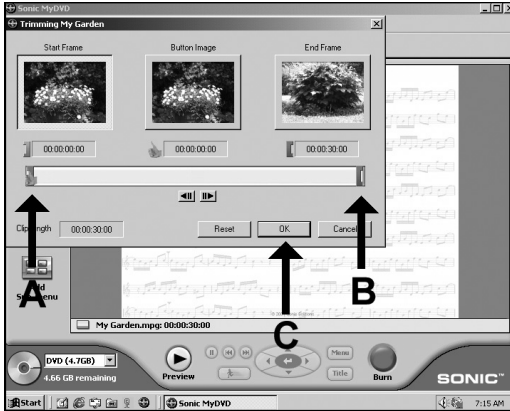 Sonic MyDVD
Trimming My Garden
Start Frame
Button Image
End Frame
00:00:00:00
00:00:00:00
00:00:30:00
Clip Length 00:00:30:00
Reset
OK
Cancel
A
B
C
My Garden.mpg: 00:00:30:00
DVD (4.7GB)
4.66 GB remaining
Preview
Menu
Title
Burn
SONIC™
Start
Sonic MyDVD
7:15 AM